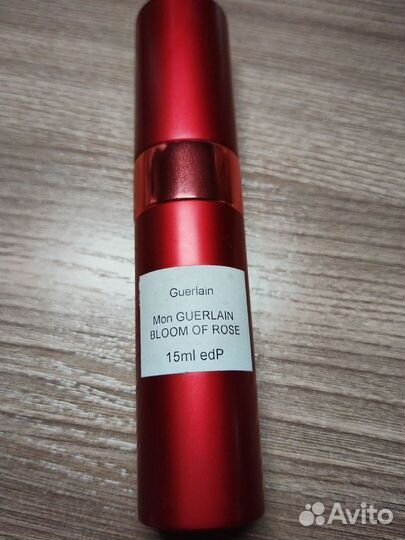 Guerlain
Mon GUERLAIN
BLOOM OF ROSE
15ml edP
Avito